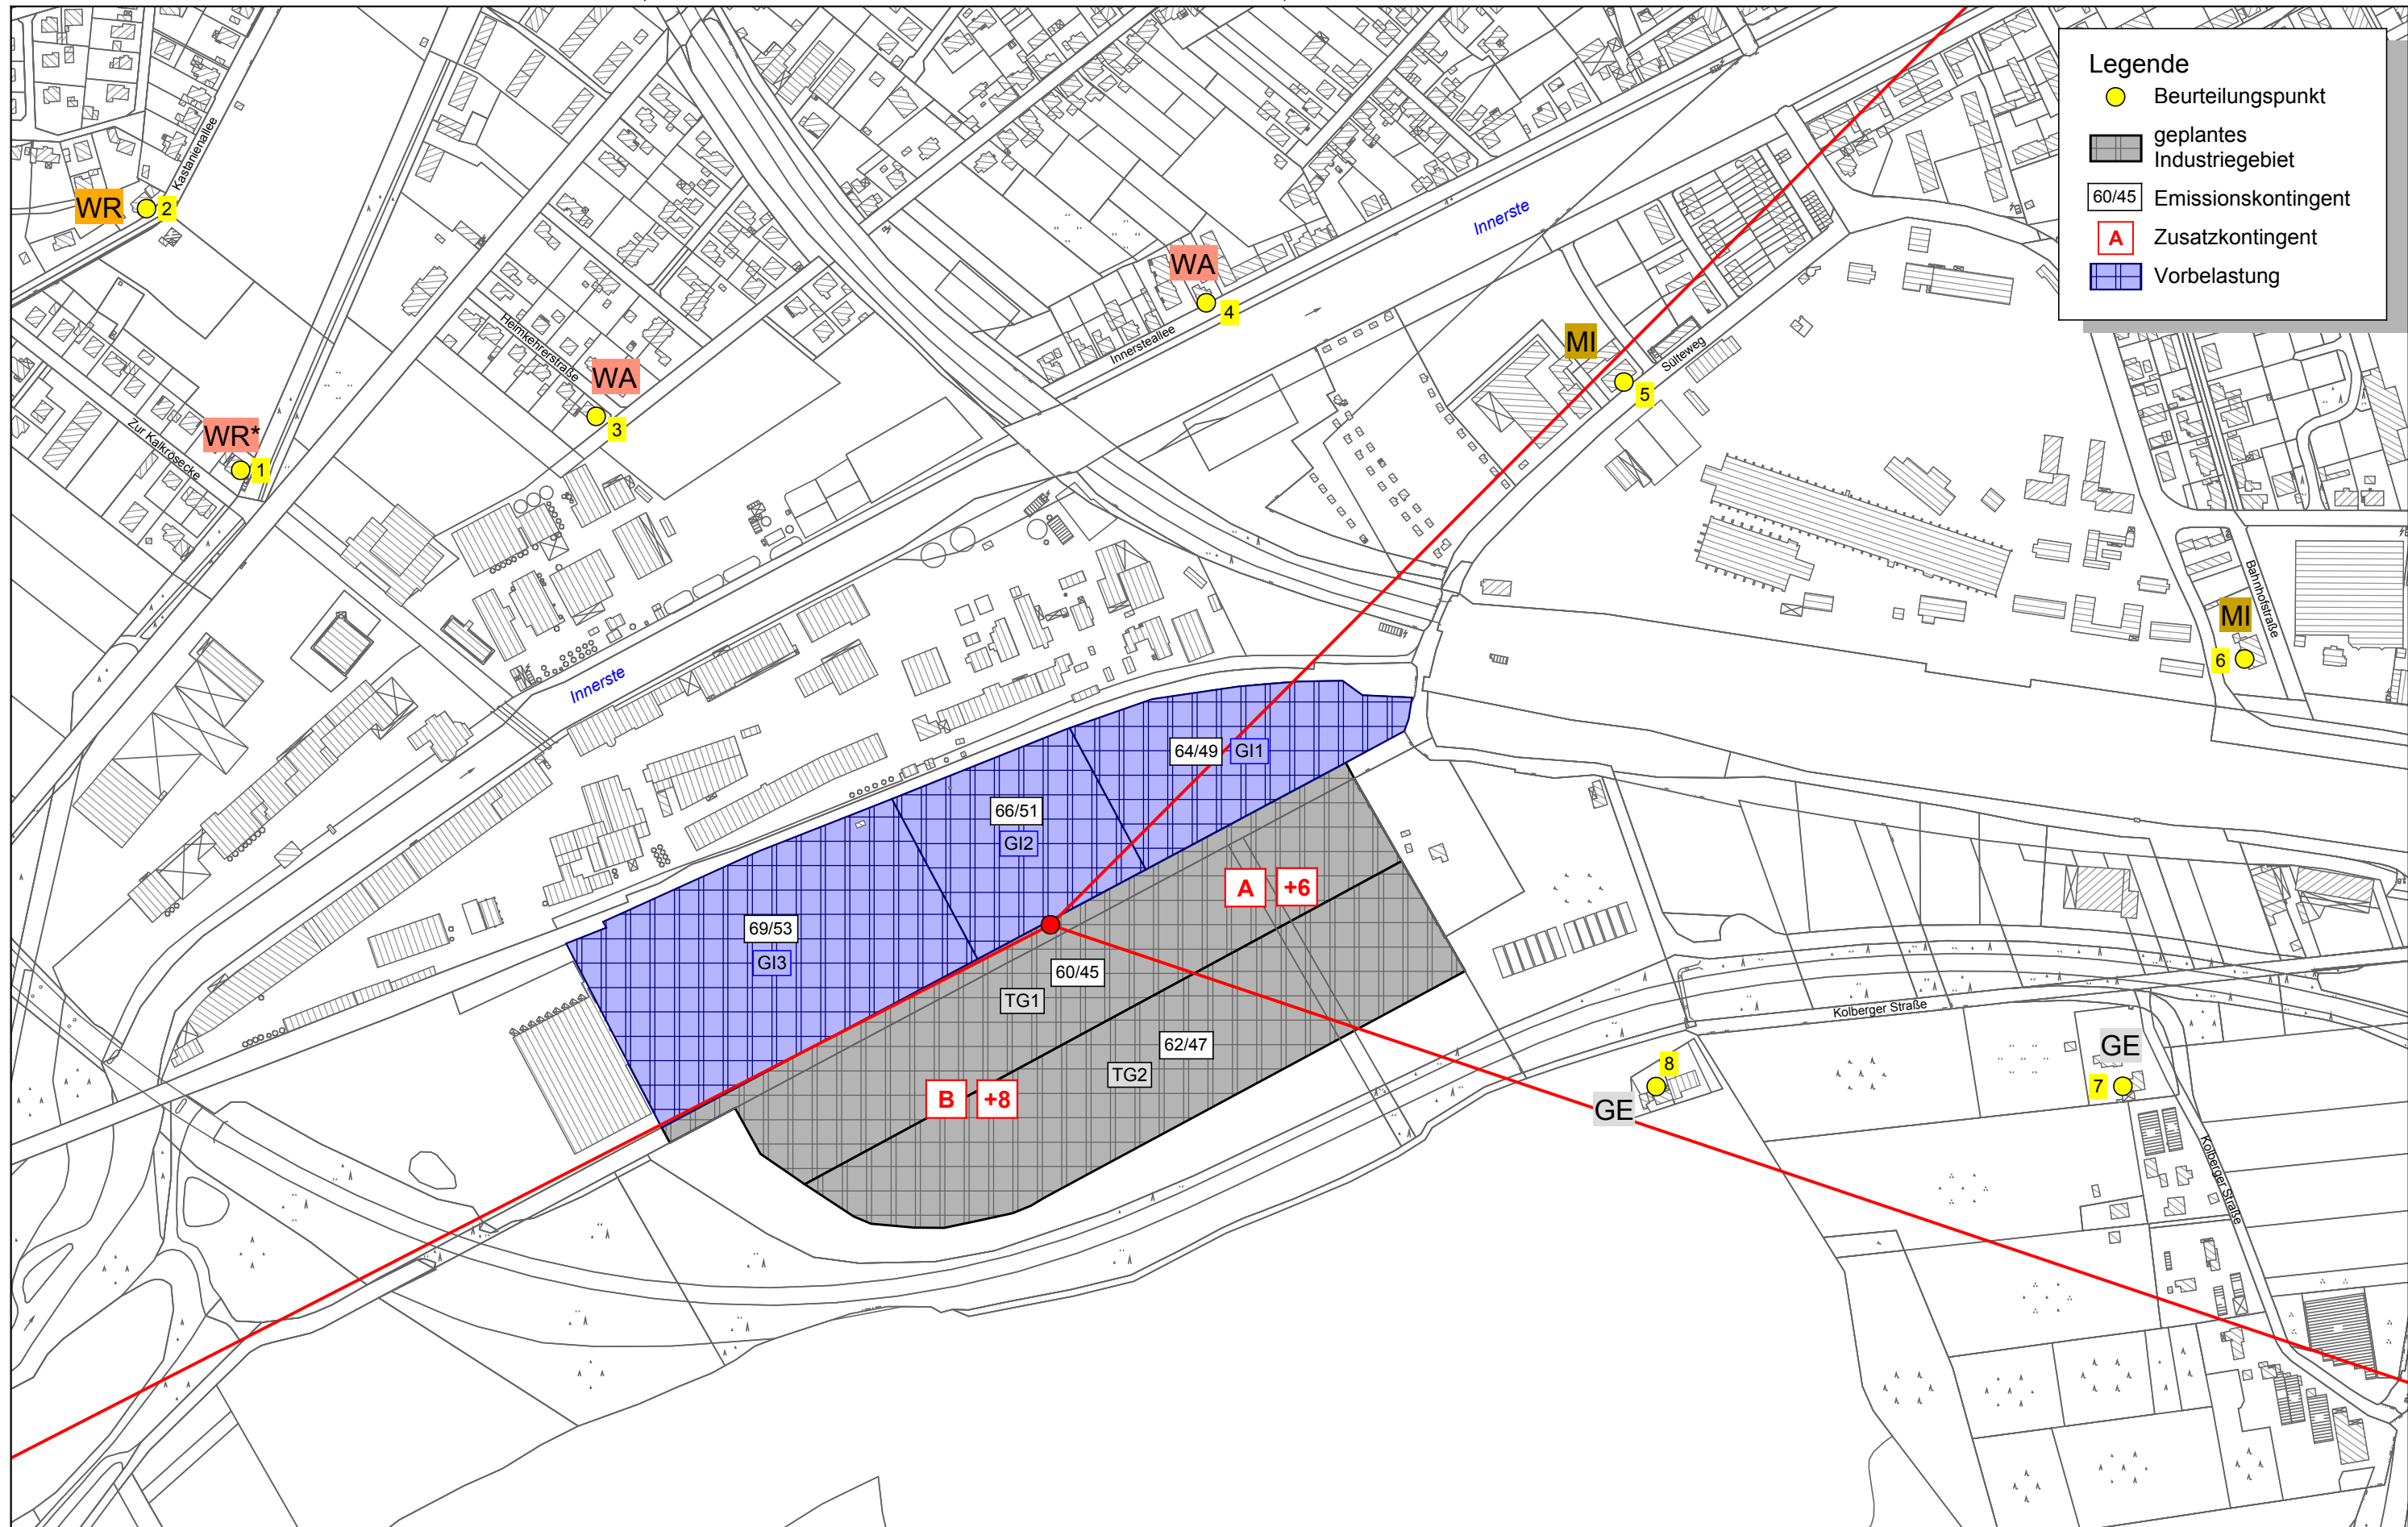 Legende
Beurteilungspunkt
geplantes
Industriegebiet
60/45
Emissionskontingent
A
Zusatzkontingent
Vorbelastung
Kastanienallee
WR
2
Innerste
WA
4
Innersteallee
Heimkehrerstraße
WA
3
MI
5
Sülteweg
WR*
1
Zur Kalkrösecke
Bahnhofstraße
MI
6
Innerste
64/49
GI1
66/51
GI2
A
+6
69/53
GI3
60/45
TG1
62/47
TG2
B
+8
Kolberger Straße
GE
7
8
GE
Kolberger Straße